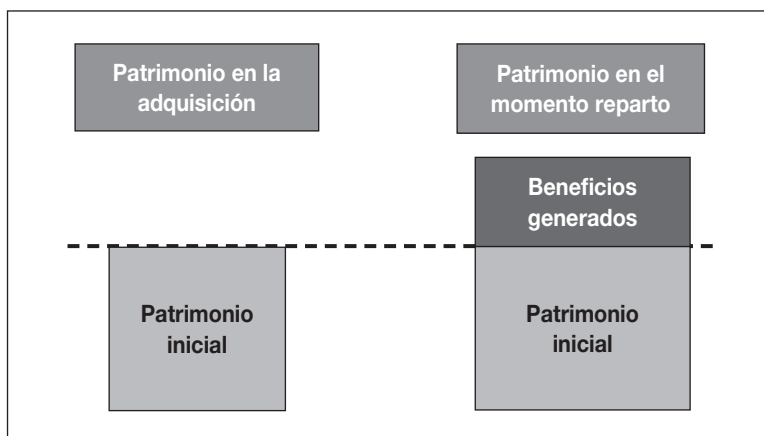 Patrimonio en la
adquisición
Patrimonio en el
momento reparto
Beneficios
generados
Patrimonio
inicial
Patrimonio
inicial